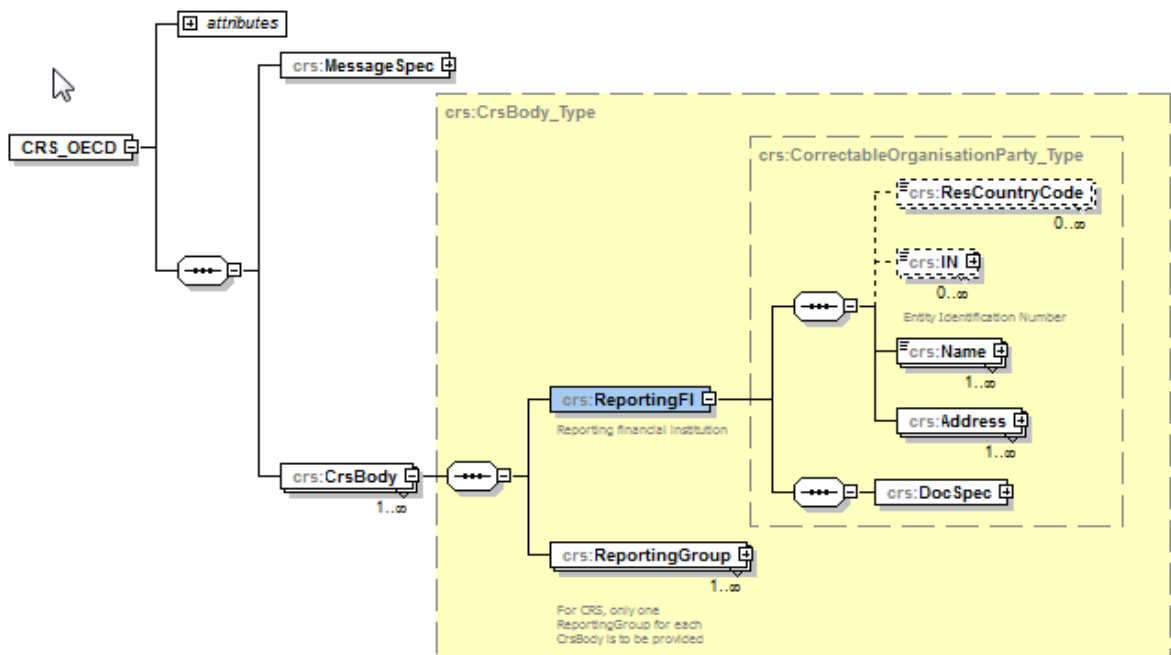 attributes
crs:MessageSpec
crs:CrsBody_Type
CRS_OECD
crs:CorrectableOrganisationParty_Type
crs:ResCountryCode
0..∞
crs:IN
0..∞
Entity Identification Number
crs:Name
1..∞
crs:ReportingFI
Reporting financial institution
crs:Address
1..∞
crs:CrsBody
1..∞
crs:DocSpec
crs:ReportingGroup
1..∞
For CRS, only one
ReportingGroup for each
CrsBody is to be provided